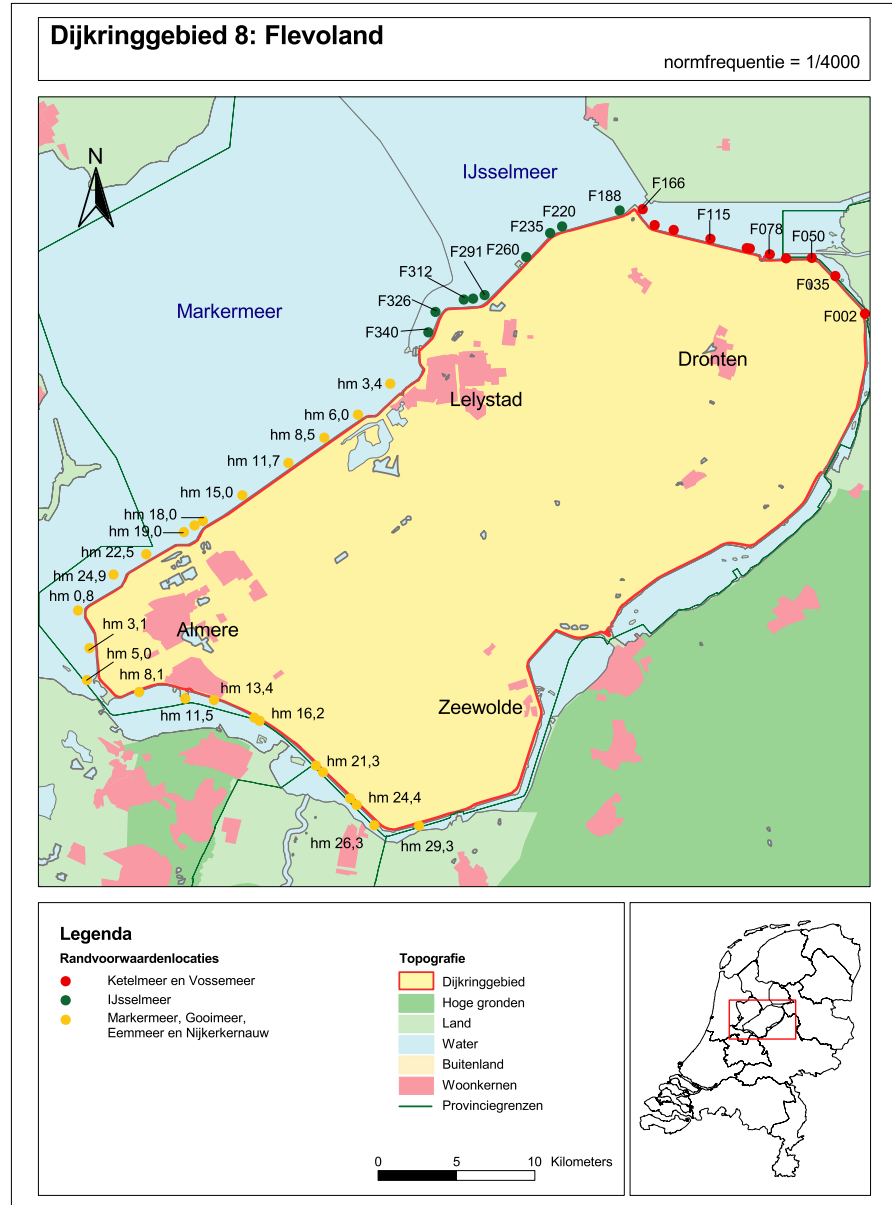 Dijkringgebied 8: Flevoland
normfrequentie = 1/4000
N
IJsselmeer
Markermeer
F188
F166
F220
F235
F115
F078
F050
F260
F291
F312
F035
F326
F002
F340
Dronten
hm 3,4
Lelystad
hm 6,0
hm 8,5
hm 11,7
hm 15,0
hm 18,0
hm 19,0
hm 22,5
hm 24,9
hm 0,8
hm 3,1
Almere
hm 5,0
hm 8,1
hm 13,4
Zeewolde
hm 11,5
hm 16,2
hm 21,3
hm 24,4
hm 26,3
hm 29,3
Legenda
Randvoorwaardenlocaties
Ketelmeer en Vossemeer
IJsselmeer
Markermeer, Gooimeer,
Eemmeer en Nijkerkernauw
Topografie
Dijkringgebied
Hoge gronden
Land
Water
Buitenland
Woonkernen
Provinciegrenzen
0 5 10 Kilometers